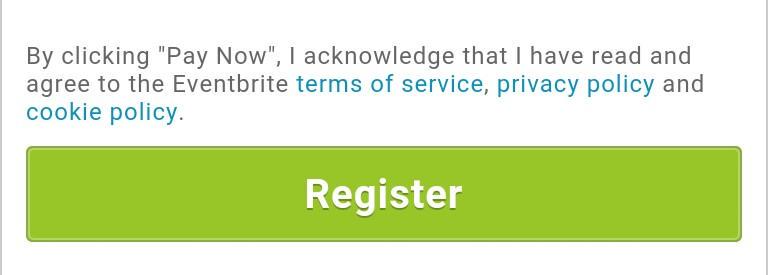 By clicking "Pay Now", I acknowledge that I have read and
agree to the Eventbrite terms of service, privacy policy and
cookie policy.
Register